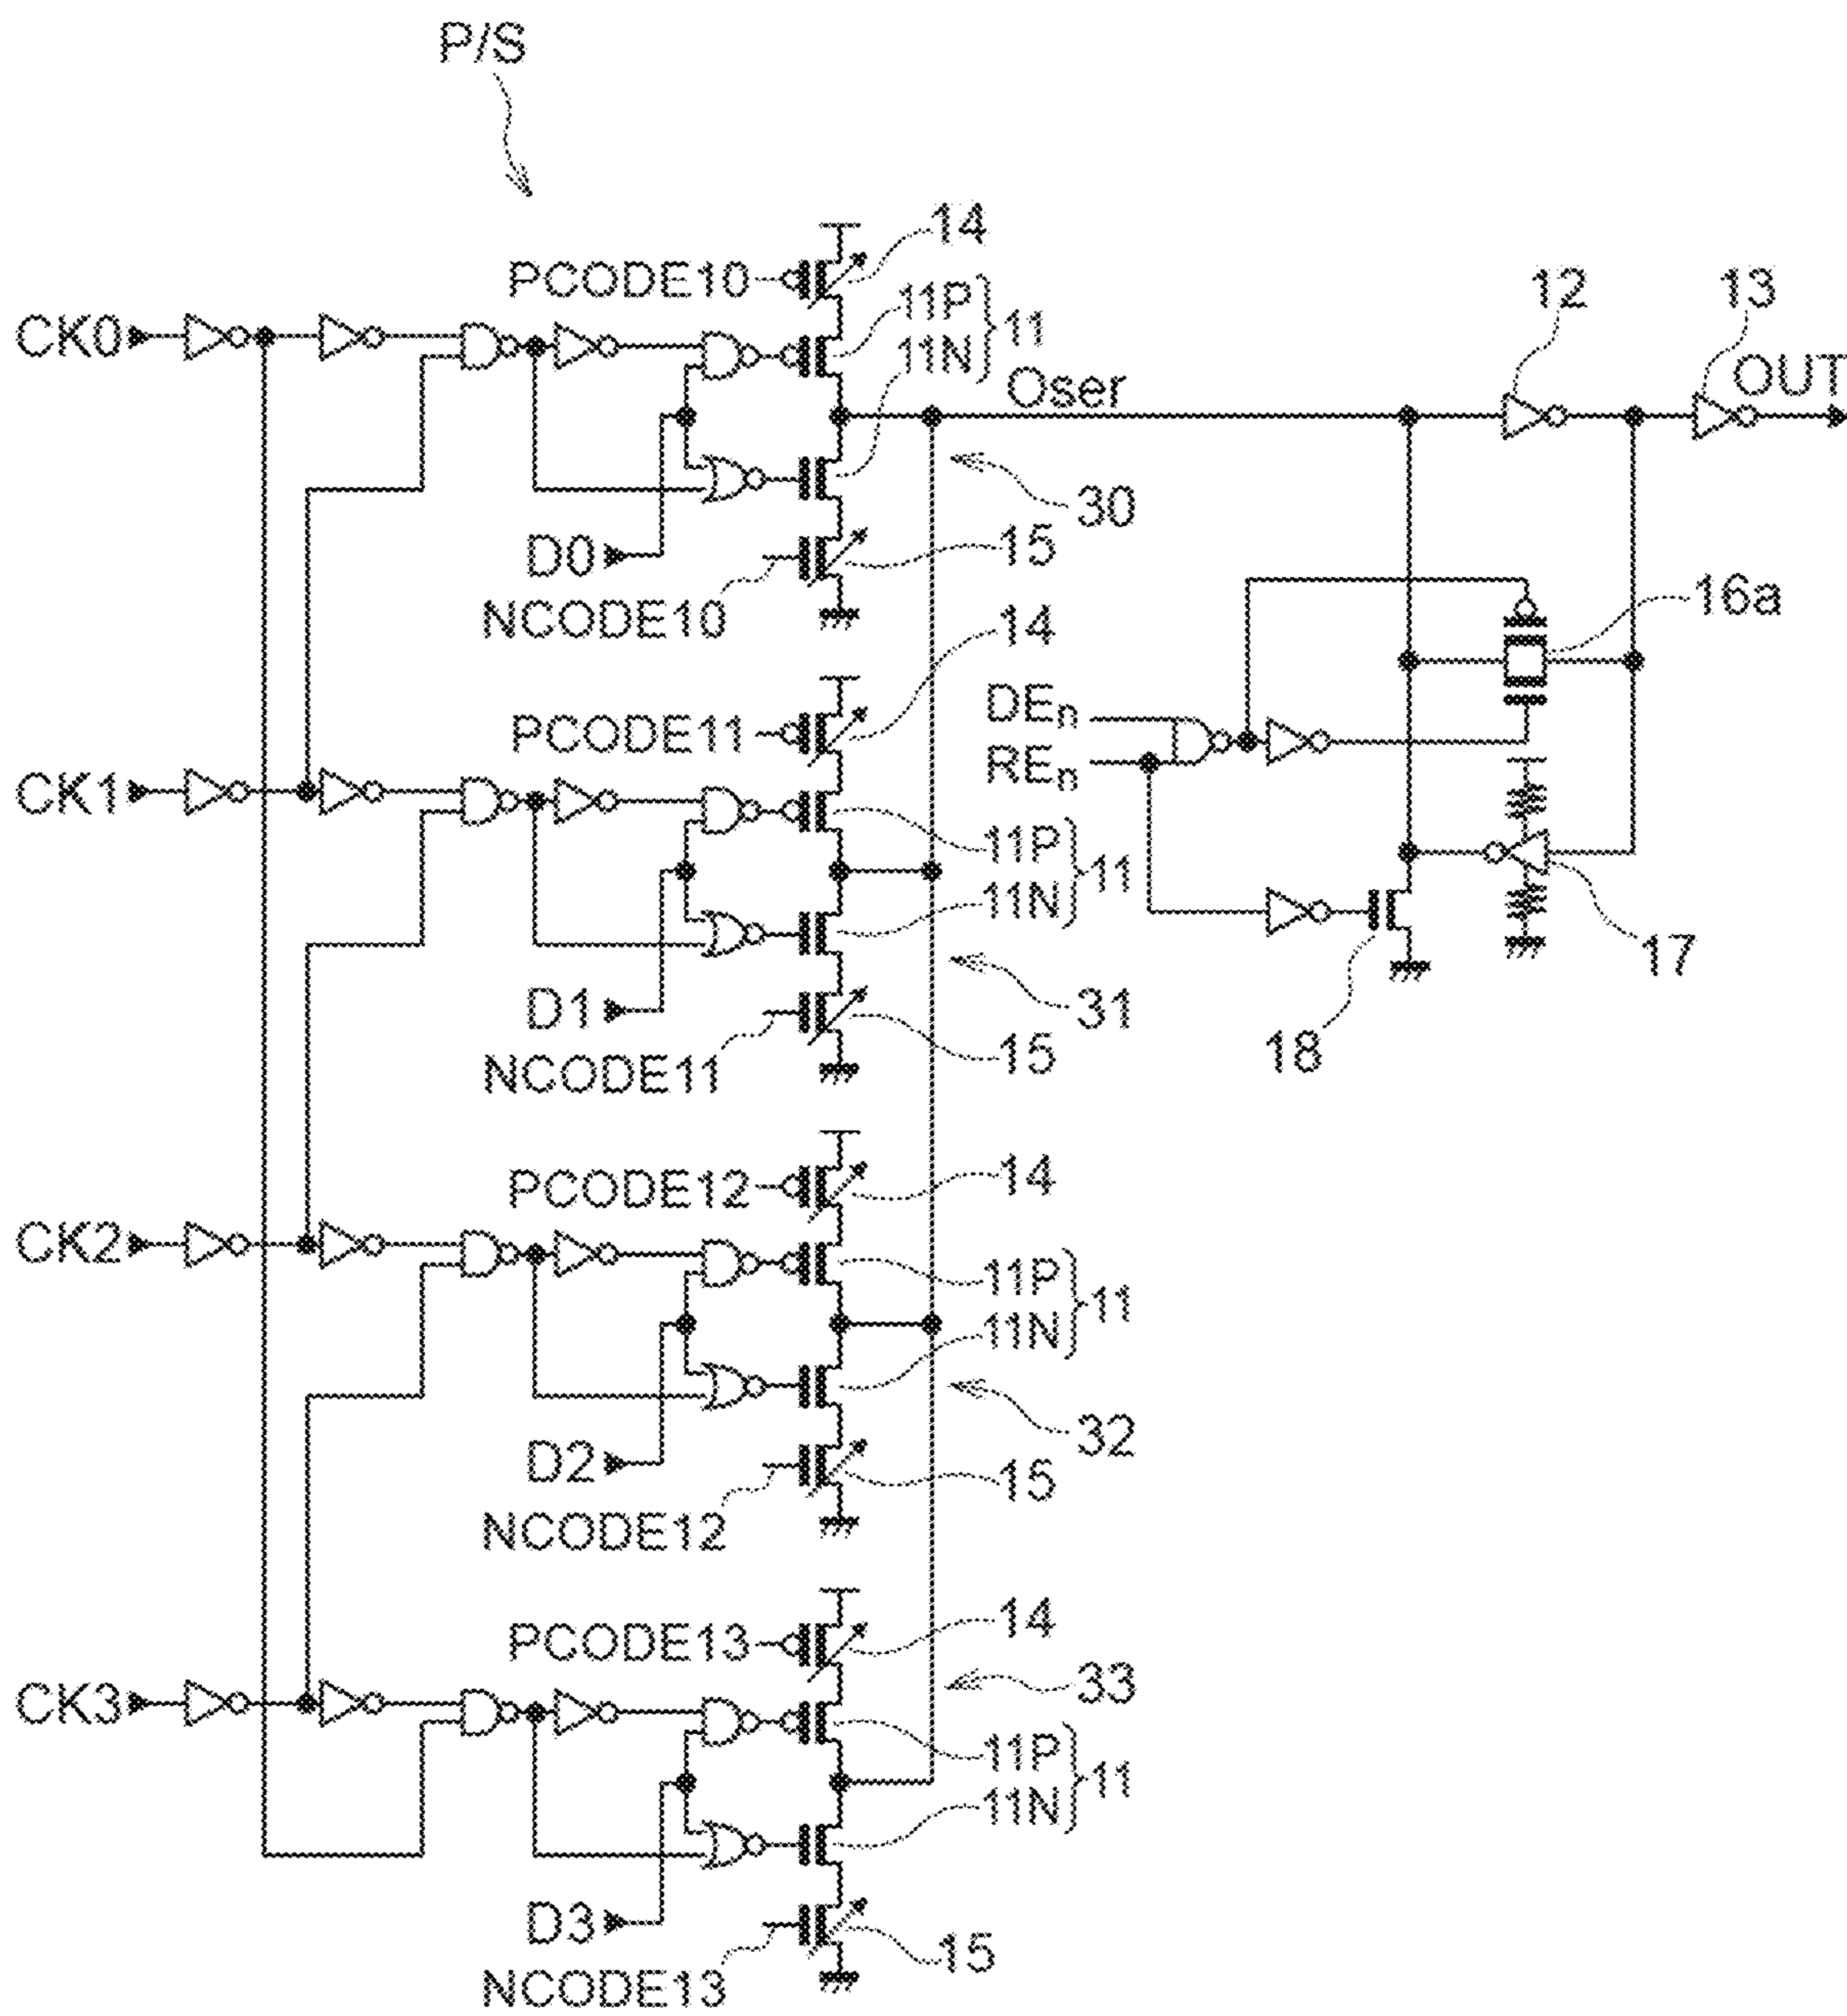 P/S
14
PCODE10
11P
11N
11
12
13
CK0
Oser
OUT
30
D0
15
NCODE10
16a
14
PCODE11
DEn
REn
CK1
11P
11N
11
31
17
D1
15
18
NCODE11
14
PCODE12
CK2
11P
11N
11
32
D2
15
NCODE12
14
PCODE13
33
CK3
11P
11N
11
D3
15
NCODE13